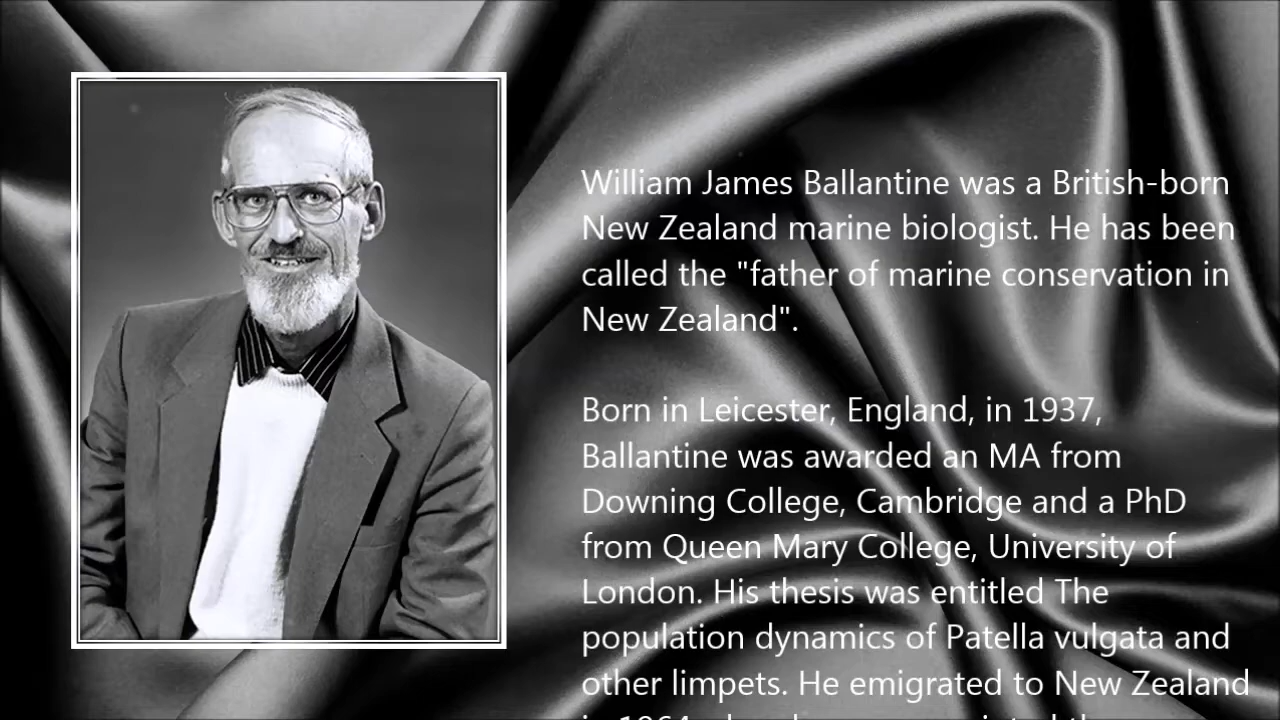 William James Ballantine was a British-born
New Zealand marine biologist. He has been
called the "father of marine conservation in
New Zealand".
Born in Leicester, England, in 1937,
Ballantine was awarded an MA from
Downing College, Cambridge and a PhD
from Queen Mary College, University of
London. His thesis was entitled The
population dynamics of Patella vulgata and
other limpets. He emigrated to New Zealand
in 1964